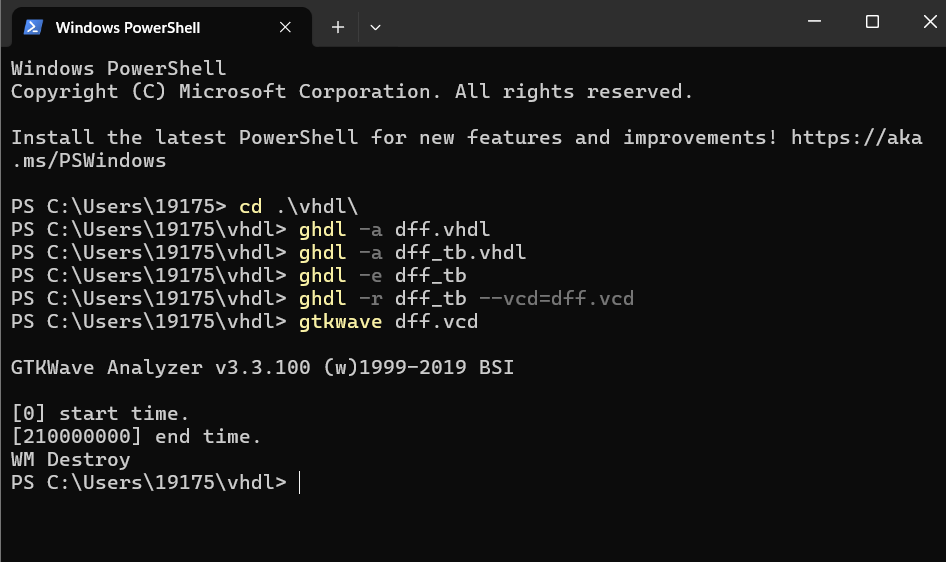 Windows PowerShell
Windows PowerShell
Copyright (C) Microsoft Corporation. All rights reserved.
Install the latest PowerShell for new features and improvements! https://aka
.ms/PSWindows
PS C:\Users\19175> cd .\vhdl\
PS C:\Users\19175\vhdl> ghdl -a dff.vhdl
PS C:\Users\19175\vhdl> ghdl -a dff_tb.vhdl
PS C:\Users\19175\vhdl> ghdl -e dff_tb
PS C:\Users\19175\vhdl> ghdl -r dff_tb --vcd=dff.vcd
PS C:\Users\19175\vhdl> gtkwave dff.vcd
GTKWave Analyzer v3.3.100 (w)1999-2019 BSI
[0] start time.
[210000000] end time.
WM Destroy
PS C:\Users\19175\vhdl>